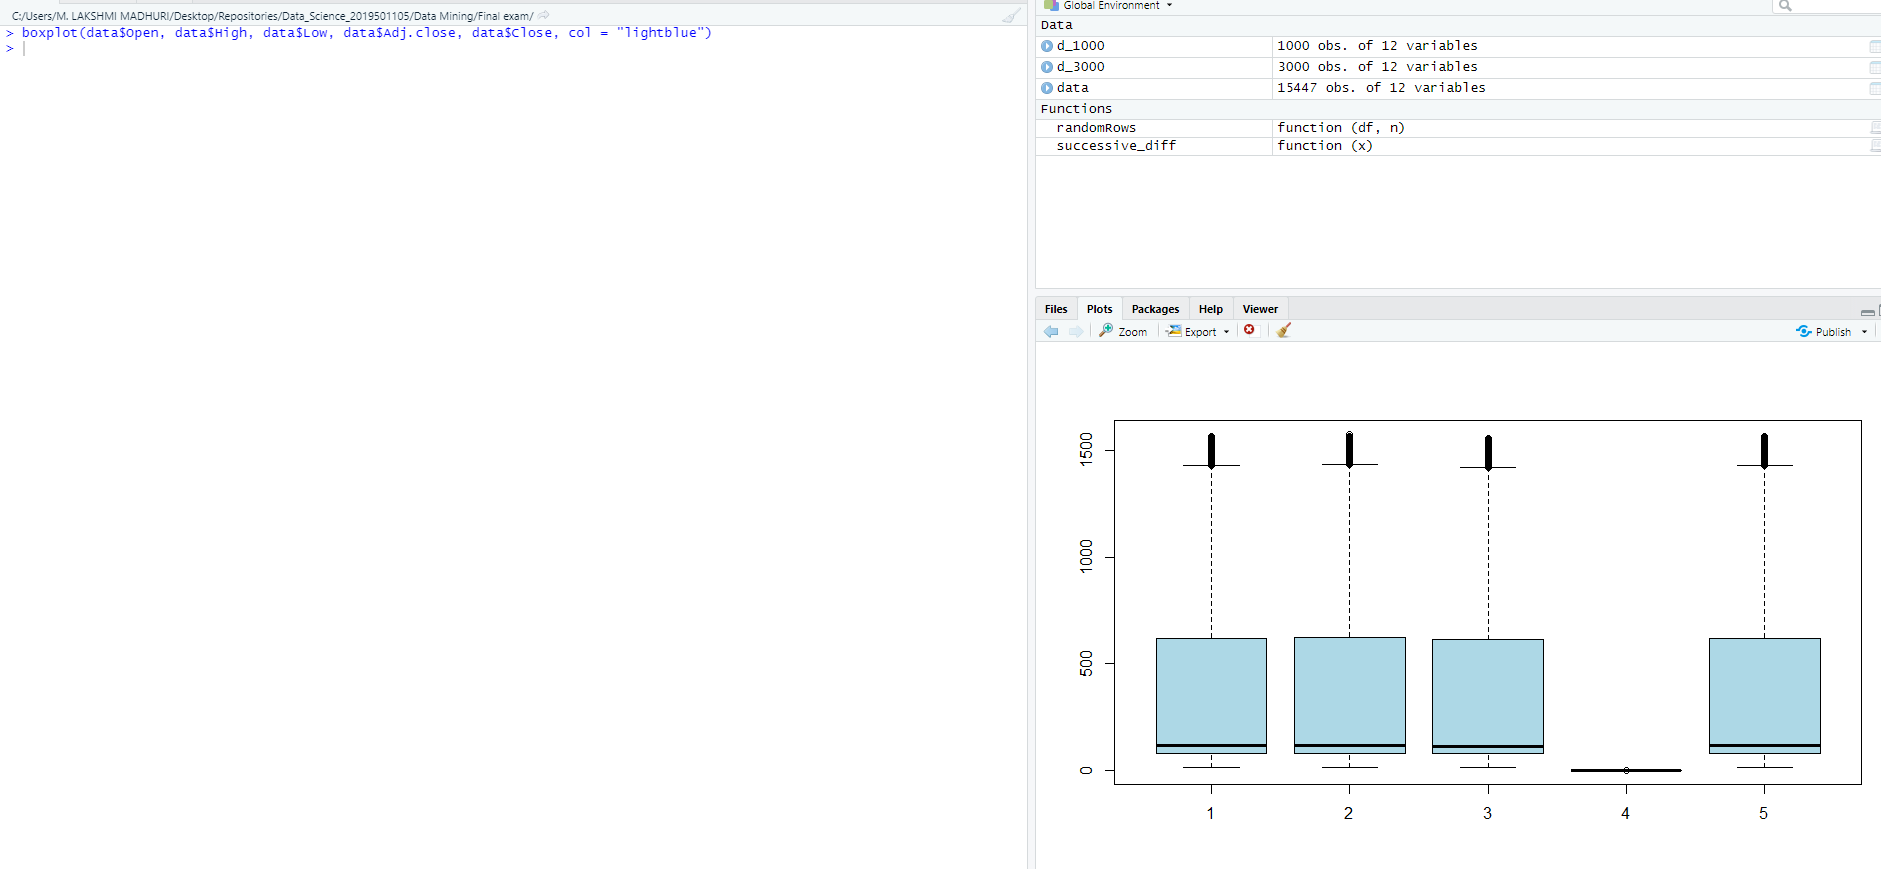 C:/Users/M. LAKSHMI MADHURI/Desktop/Repositories/Data_Science_2019501105/Data Mining/Final exam/
> boxplot(data$Open, data$High, data$Low, data$Adj.close, data$Close, col = "lightblue")
>
Global Environment
Data
d_1000 1000 obs. of 12 variables
d_3000 3000 obs. of 12 variables
data 15447 obs. of 12 variables
Functions
randomRows function (df, n)
successive_diff function (x)
Files Plots Packages Help Viewer
Zoom Export Publish
1500
1000
500
0
1 2 3 4 5